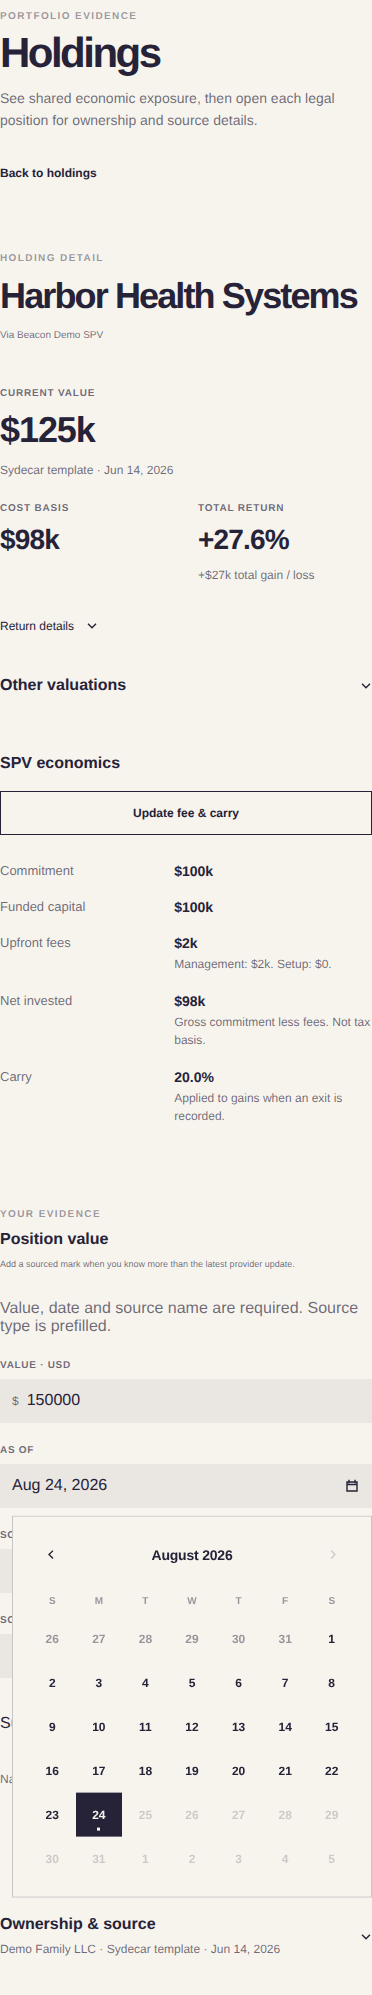 PORTFOLIO EVIDENCE
Holdings
See shared economic exposure, then open each legal
position for ownership and source details.
Back to holdings
HOLDING DETAIL
Harbor Health Systems
Via Beacon Demo SPV
CURRENT VALUE
$125k
Sydecar template · Jun 14, 2026
COST BASIS TOTAL RETURN
$98k +27.6%
+$27k total gain / loss
Return details
Other valuations
SPV economics
Update fee & carry
Commitment $100k
Funded capital $100k
Upfront fees $2k
Management: $2k. Setup: $0.
Net invested $98k
Gross commitment less fees. Not tax
basis.
Carry 20.0%
Applied to gains when an exit is
recorded.
YOUR EVIDENCE
Position value
Add a sourced mark when you know more than the latest provider update.
Value, date and source name are required. Source
type is prefilled.
VALUE · USD
$ 150000
AS OF
Aug 24, 2026
August 2026
S M T W T F S
26 27 28 29 30 31 1
2 3 4 5 6 7 8
9 10 11 12 13 14 15
16 17 18 19 20 21 22
23 24 25 26 27 28 29
30 31 1 2 3 4 5
Ownership & source
Demo Family LLC · Sydecar template · Jun 14, 2026